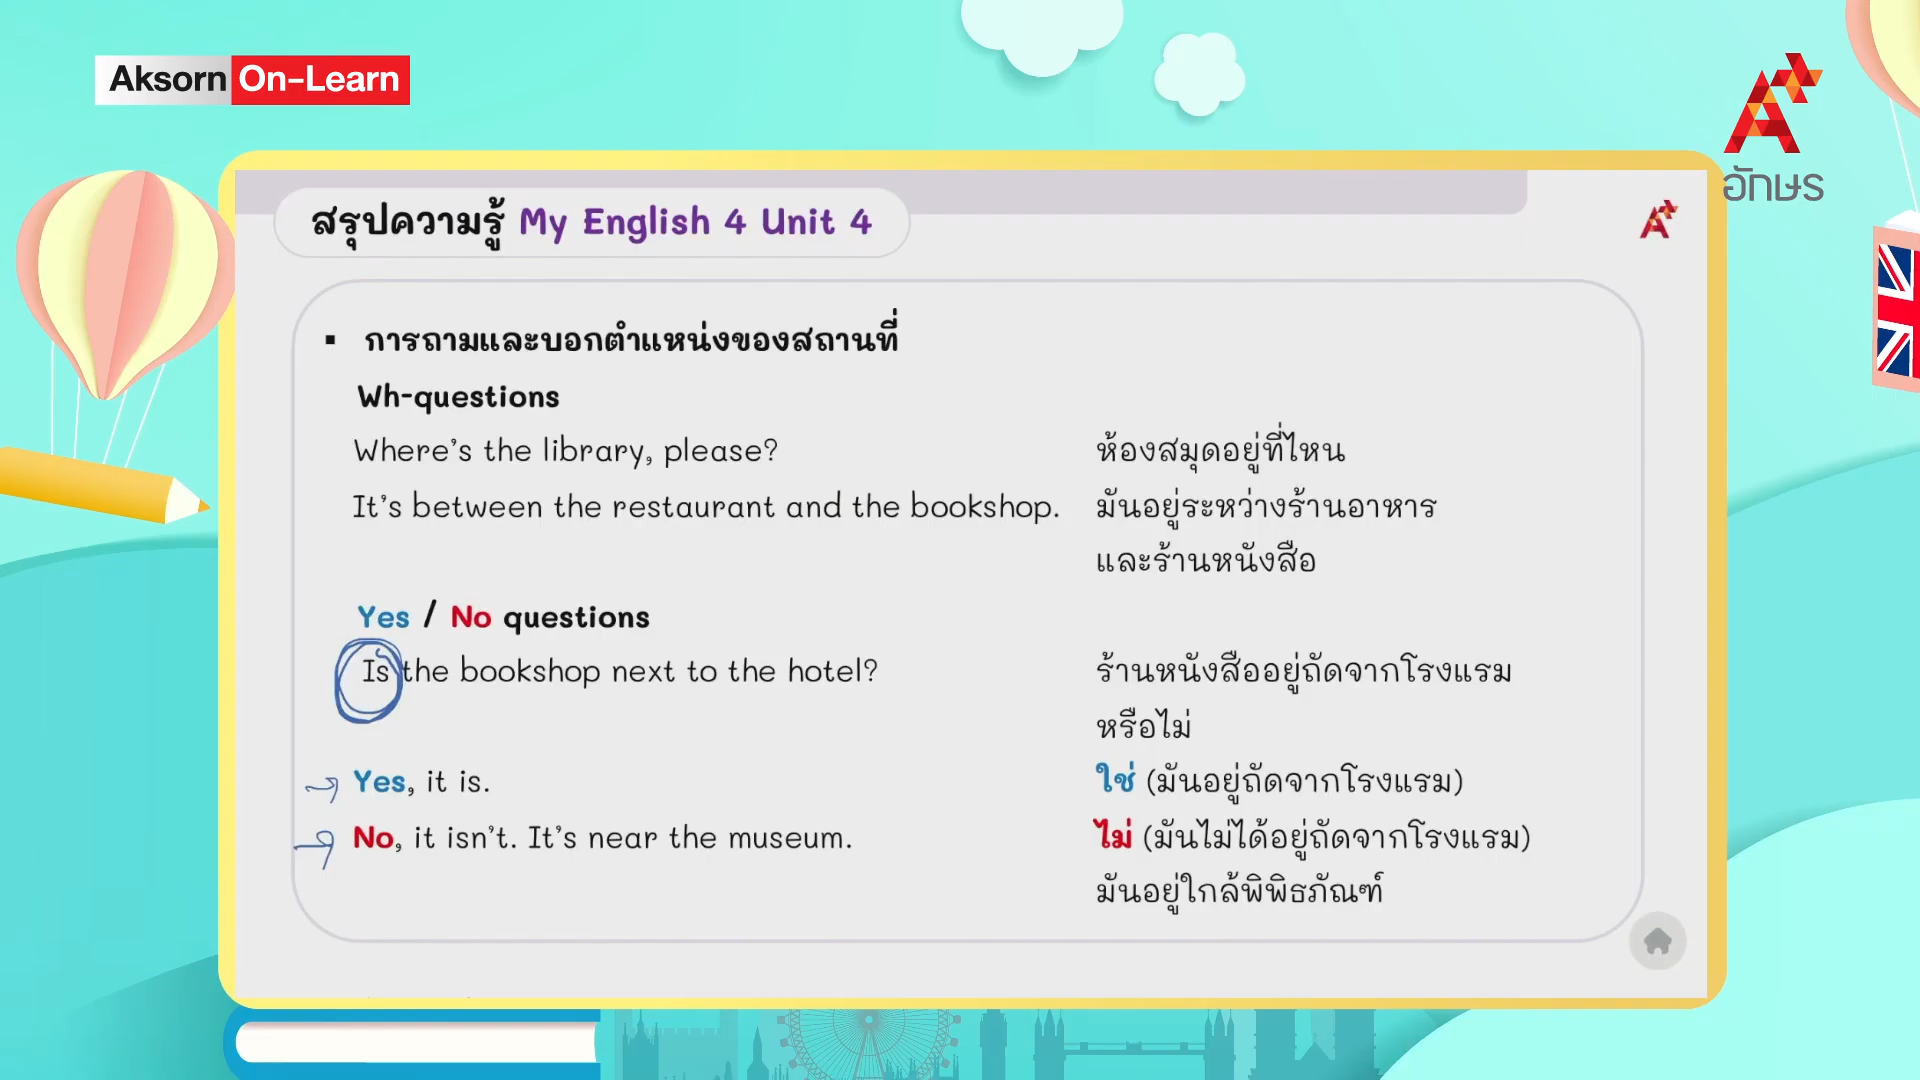 Aksorn On-Learn
อักษร
สรุปความรู้ My English 4 Unit 4
▪ การถามและบอกตำแหน่งของสถานที่
Wh-questions
Where's the library, please? ห้องสมุดอยู่ที่ไหน
It's between the restaurant and the bookshop. มันอยู่ระหว่างร้านอาหาร
และร้านหนังสือ
Yes / No questions
Is the bookshop next to the hotel? ร้านหนังสืออยู่ถัดจากโรงแรม
หรือไม่
Yes, it is. ใช่ (มันอยู่ถัดจากโรงแรม)
No, it isn't. It's near the museum. ไม่ (มันไม่ได้อยู่ถัดจากโรงแรม)
มันอยู่ใกล้พิพิธภัณฑ์